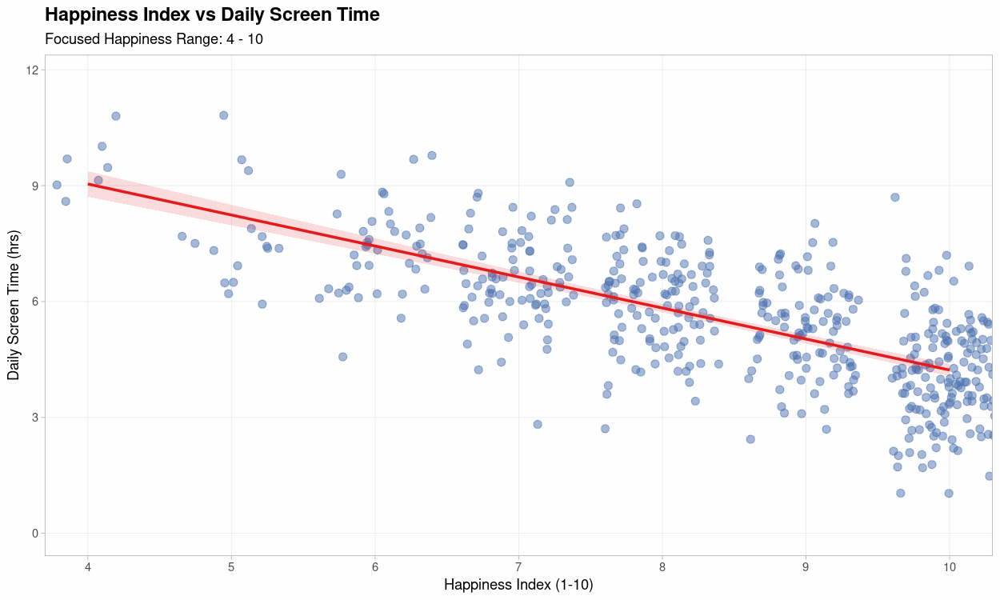 Happiness Index vs Daily Screen Time
Focused Happiness Range: 4 - 10
Daily Screen Time (hrs)
12
9
6
3
0
4 5 6 7 8 9 10
Happiness Index (1-10)